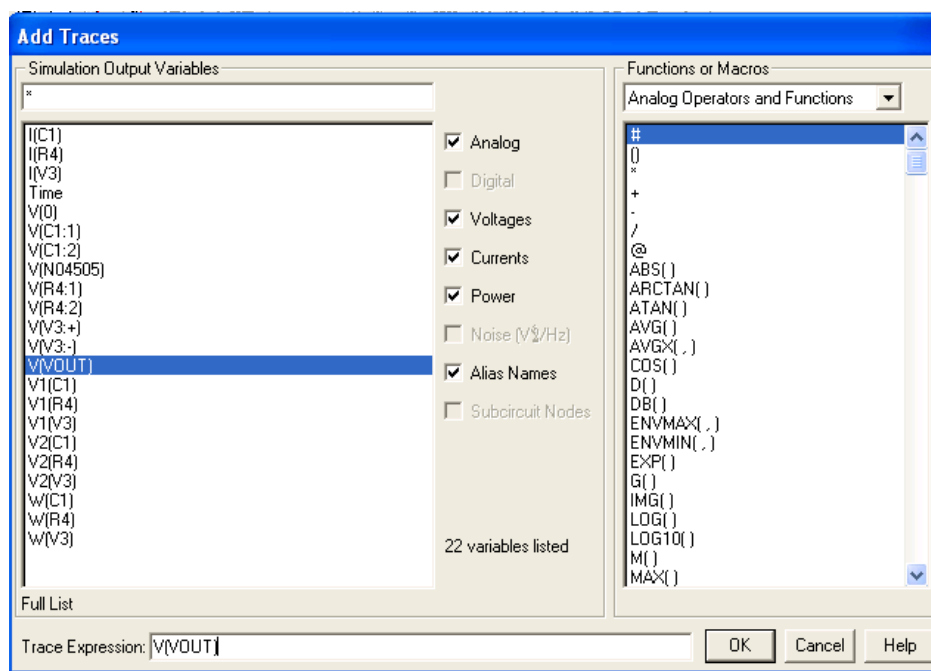 Add Traces
Simulation Output Variables
*
I(C1)
I(R4)
I(V3)
Time
V(0)
V(C1:1)
V(C1:2)
V(N04505)
V(R4:1)
V(R4:2)
V(V3:+)
V(V3:-)
V(VOUT)
V1(C1)
V1(R4)
V1(V3)
V2(C1)
V2(R4)
V2(V3)
W(C1)
W(R4)
W(V3)
Full List
Analog
Digital
Voltages
Currents
Power
Noise
Alias Names
Subcircuit Nodes
22 variables listed
Functions or Macros
Analog Operators and Functions
#
()
*
+
-
/
@
ABS( )
ARCTAN( )
ATAN( )
AVG( )
AVGX( , )
COS( )
D( )
DB( )
ENVMAX( , )
ENVMIN( , )
EXP( )
G( )
IMG( )
LOG( )
LOG10( )
M( )
MAX( )
Trace Expression: V(VOUT)
OK Cancel Help